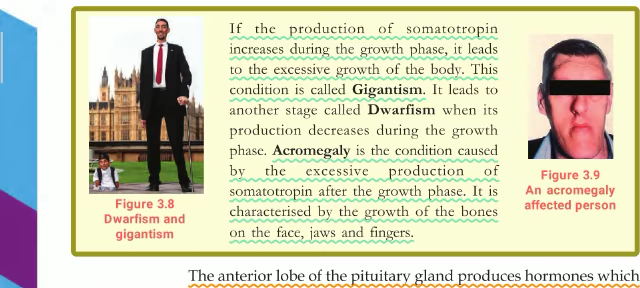 If the production of somatotropin
increases during the growth phase, it leads
to the excessive growth of the body. This
condition is called Gigantism. It leads to
another stage called Dwarfism when its
production decreases during the growth
phase. Acromegaly is the condition caused
by the excessive production of
somatotropin after the growth phase. It is
characterised by the growth of the bones
on the face, jaws and fingers.
Figure 3.8
Dwarfism and
gigantism
Figure 3.9
An acromegaly
affected person
The anterior lobe of the pituitary gland produces hormones which